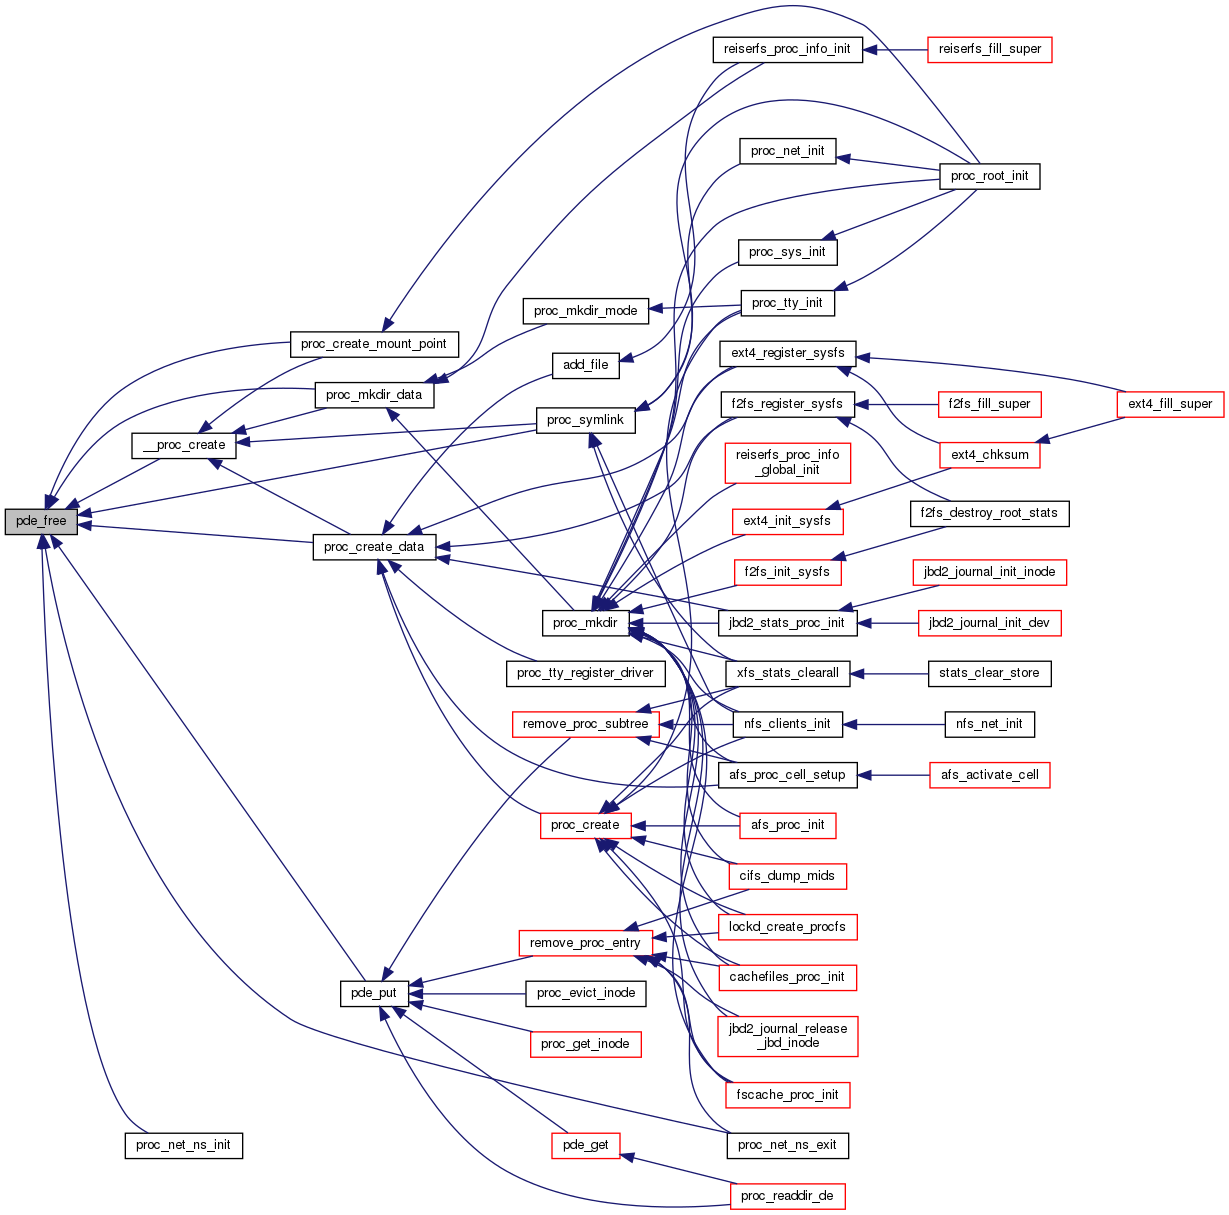 reiserfs_proc_info_init
reiserfs_fill_super
proc_net_init
proc_root_init
proc_sys_init
proc_tty_init
proc_mkdir_mode
proc_create_mount_point
ext4_register_sysfs
add_file
proc_mkdir_data
f2fs_register_sysfs
f2fs_fill_super
ext4_fill_super
proc_symlink
__proc_create
ext4_chksum
reiserfs_proc_info
_global_init
pde_free
ext4_init_sysfs
f2fs_destroy_root_stats
proc_create_data
f2fs_init_sysfs
jbd2_journal_init_inode
proc_mkdir
jbd2_stats_proc_init
jbd2_journal_init_dev
proc_tty_register_driver
xfs_stats_clearall
stats_clear_store
remove_proc_subtree
nfs_clients_init
nfs_net_init
afs_proc_cell_setup
afs_activate_cell
proc_create
afs_proc_init
cifs_dump_mids
lockd_create_procfs
remove_proc_entry
cachefiles_proc_init
pde_put
proc_evict_inode
jbd2_journal_release
_jbd_inode
proc_get_inode
fscache_proc_init
proc_net_ns_init
pde_get
proc_net_ns_exit
proc_readdir_de